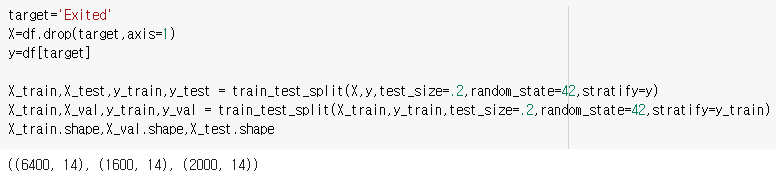 target='Exited'
X=df.drop(target,axis=1)
y=df[target]
X_train,X_test,y_train,y_test = train_test_split(X,y,test_size=.2,random_state=42,stratify=y)
X_train,X_val,y_train,y_val = train_test_split(X_train,y_train,test_size=.2,random_state=42,stratify=y_train)
X_train.shape,X_val.shape,X_test.shape
((6400, 14), (1600, 14), (2000, 14))